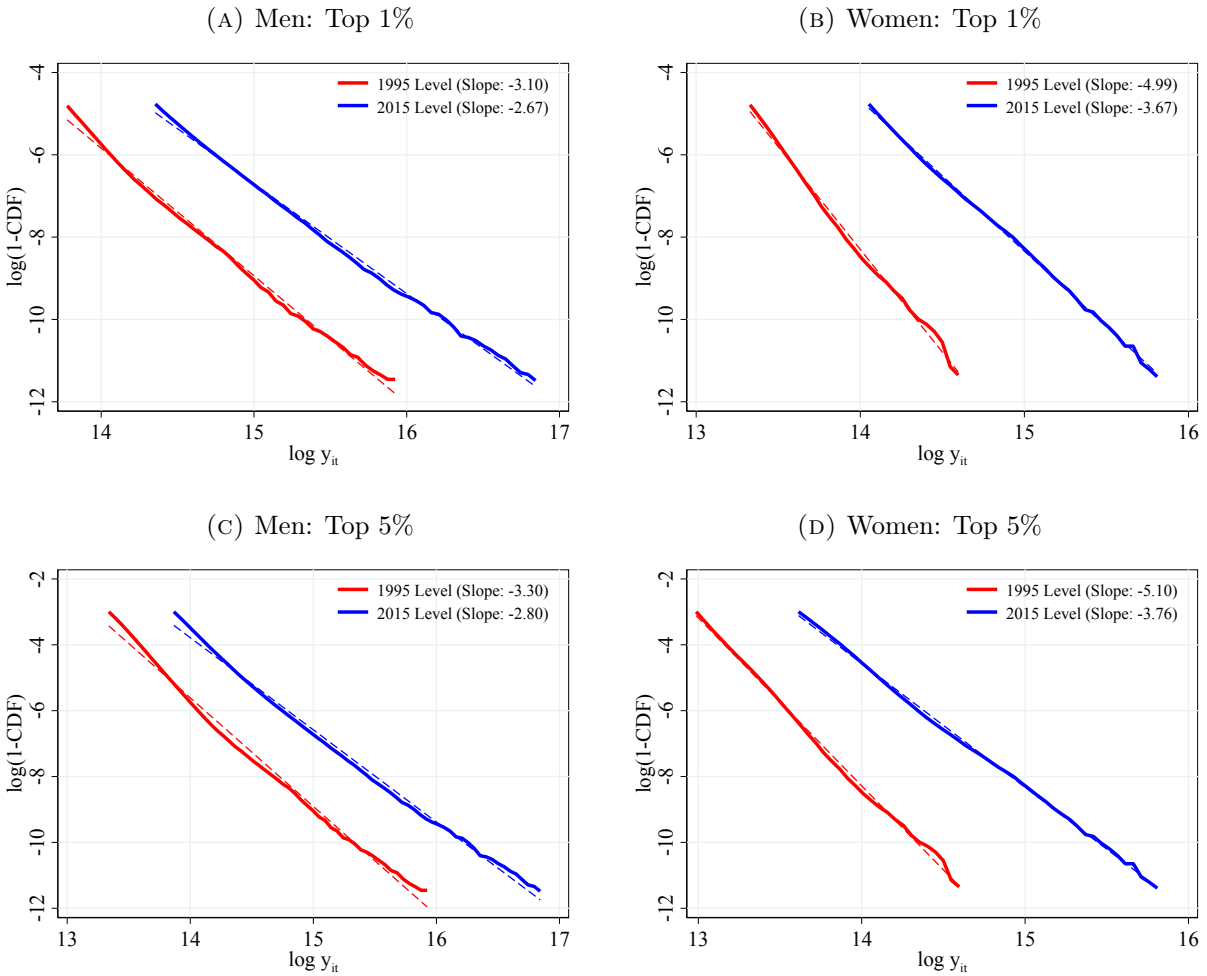 (A) Men: Top 1%
-4
-6
-8
-10
-12
log(1-CDF)
1995 Level (Slope: -3.10)
2015 Level (Slope: -2.67)
14 15 16 17
log y_it
(B) Women: Top 1%
-4
-6
-8
-10
-12
log(1-CDF)
1995 Level (Slope: -4.99)
2015 Level (Slope: -3.67)
13 14 15 16
log y_it
(C) Men: Top 5%
-2
-4
-6
-8
-10
-12
log(1-CDF)
1995 Level (Slope: -3.30)
2015 Level (Slope: -2.80)
13 14 15 16 17
log y_it
(D) Women: Top 5%
-2
-4
-6
-8
-10
-12
log(1-CDF)
1995 Level (Slope: -5.10)
2015 Level (Slope: -3.76)
13 14 15 16
log y_it